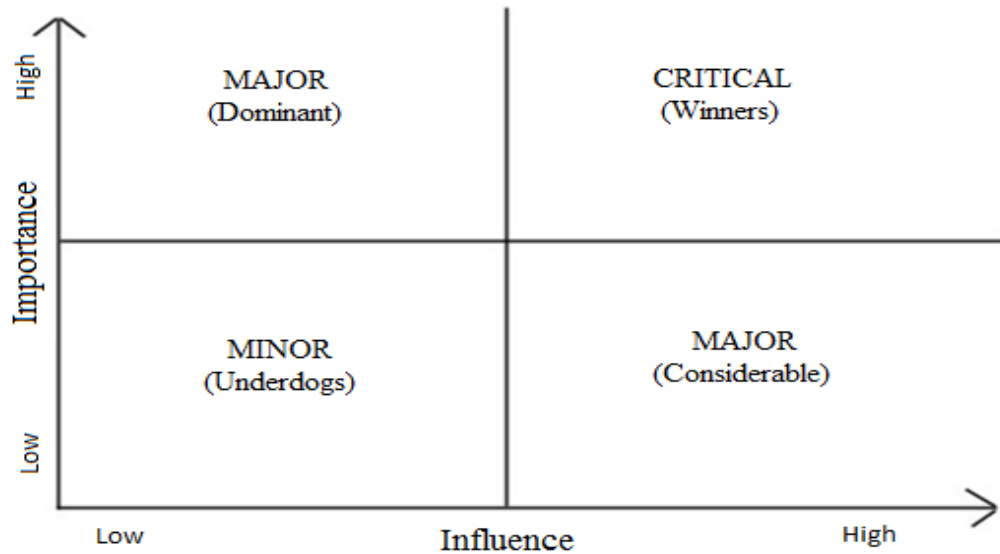 High
MAJOR
(Dominant)
CRITICAL
(Winners)
Importance
MINOR
(Underdogs)
MAJOR
(Considerable)
Low
Low
Influence
High